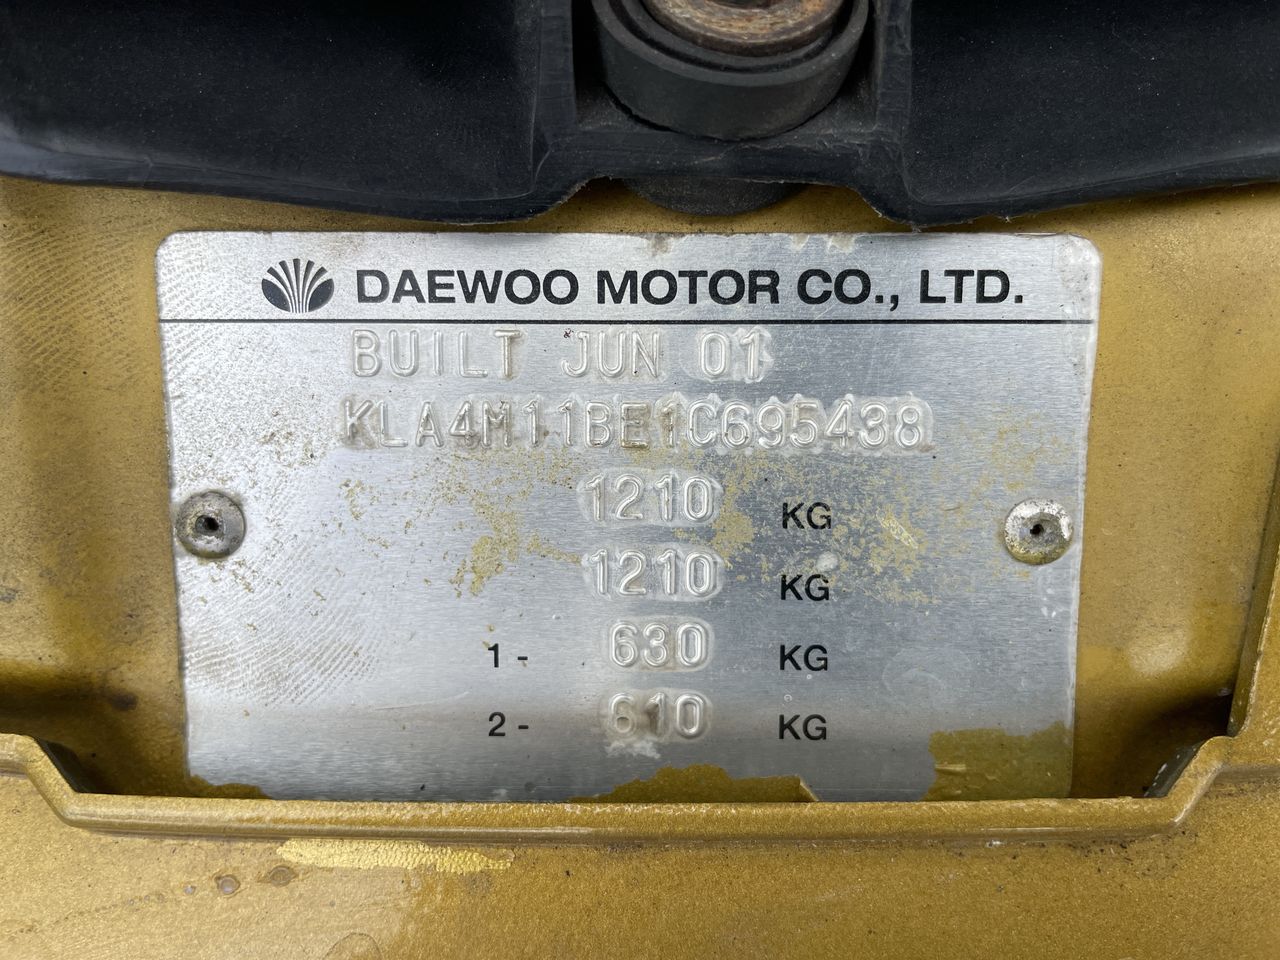 DAEWOO MOTOR CO., LTD.
BUILT JUN 01
KLA4M11BE1C695438
1210 KG
1210 KG
1- 630 KG
2- 610 KG